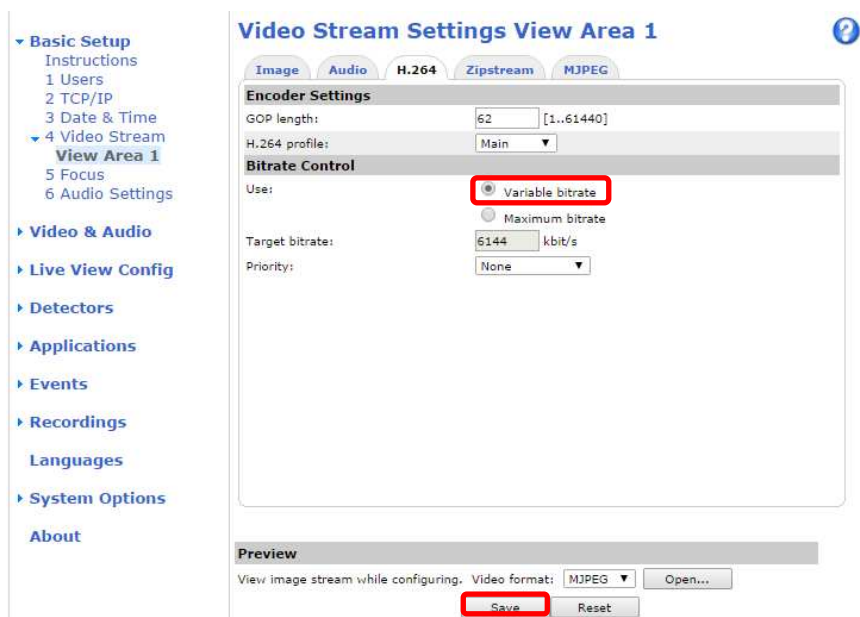 Basic Setup
Instructions
1 Users
2 TCP/IP
3 Date & Time
4 Video Stream
View Area 1
5 Focus
6 Audio Settings
Video & Audio
Live View Config
Detectors
Applications
Events
Recordings
Languages
System Options
About
Video Stream Settings View Area 1
?
Image Audio H.264 Zipstream MJPEG
Encoder Settings
GOP length: 62 [1..61440]
H.264 profile: Main
Bitrate Control
Use: Variable bitrate
Maximum bitrate
Target bitrate: 6144 kbit/s
Priority: None
Preview
View image stream while configuring. Video format: MJPEG Open...
Save Reset